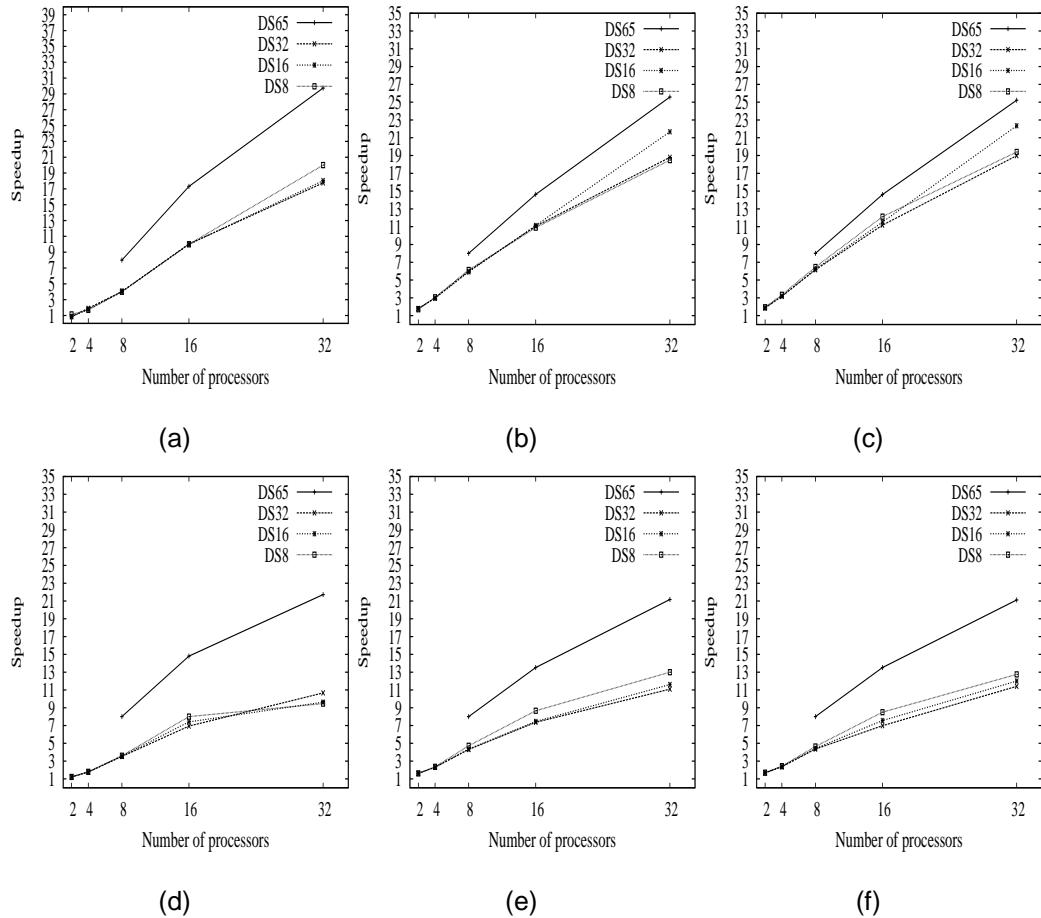 39
37
35
33
31
29
27
25
23
21
19
17
15
13
11
9
7
5
3
1
Speedup
DS65
DS32
DS16
DS8
2 4 8 16 32
Number of processors
(a)
35
33
31
29
27
25
23
21
19
17
15
13
11
9
7
5
3
1
Speedup
DS65
DS32
DS16
DS8
2 4 8 16 32
Number of processors
(b)
35
33
31
29
27
25
23
21
19
17
15
13
11
9
7
5
3
1
Speedup
DS65
DS32
DS16
DS8
2 4 8 16 32
Number of processors
(c)
35
33
31
29
27
25
23
21
19
17
15
13
11
9
7
5
3
1
Speedup
DS65
DS32
DS16
DS8
2 4 8 16 32
Number of processors
(d)
35
33
31
29
27
25
23
21
19
17
15
13
11
9
7
5
3
1
Speedup
DS65
DS32
DS16
DS8
2 4 8 16 32
Number of processors
(e)
35
33
31
29
27
25
23
21
19
17
15
13
11
9
7
5
3
1
Speedup
DS65
DS32
DS16
DS8
2 4 8 16 32
Number of processors
(f)